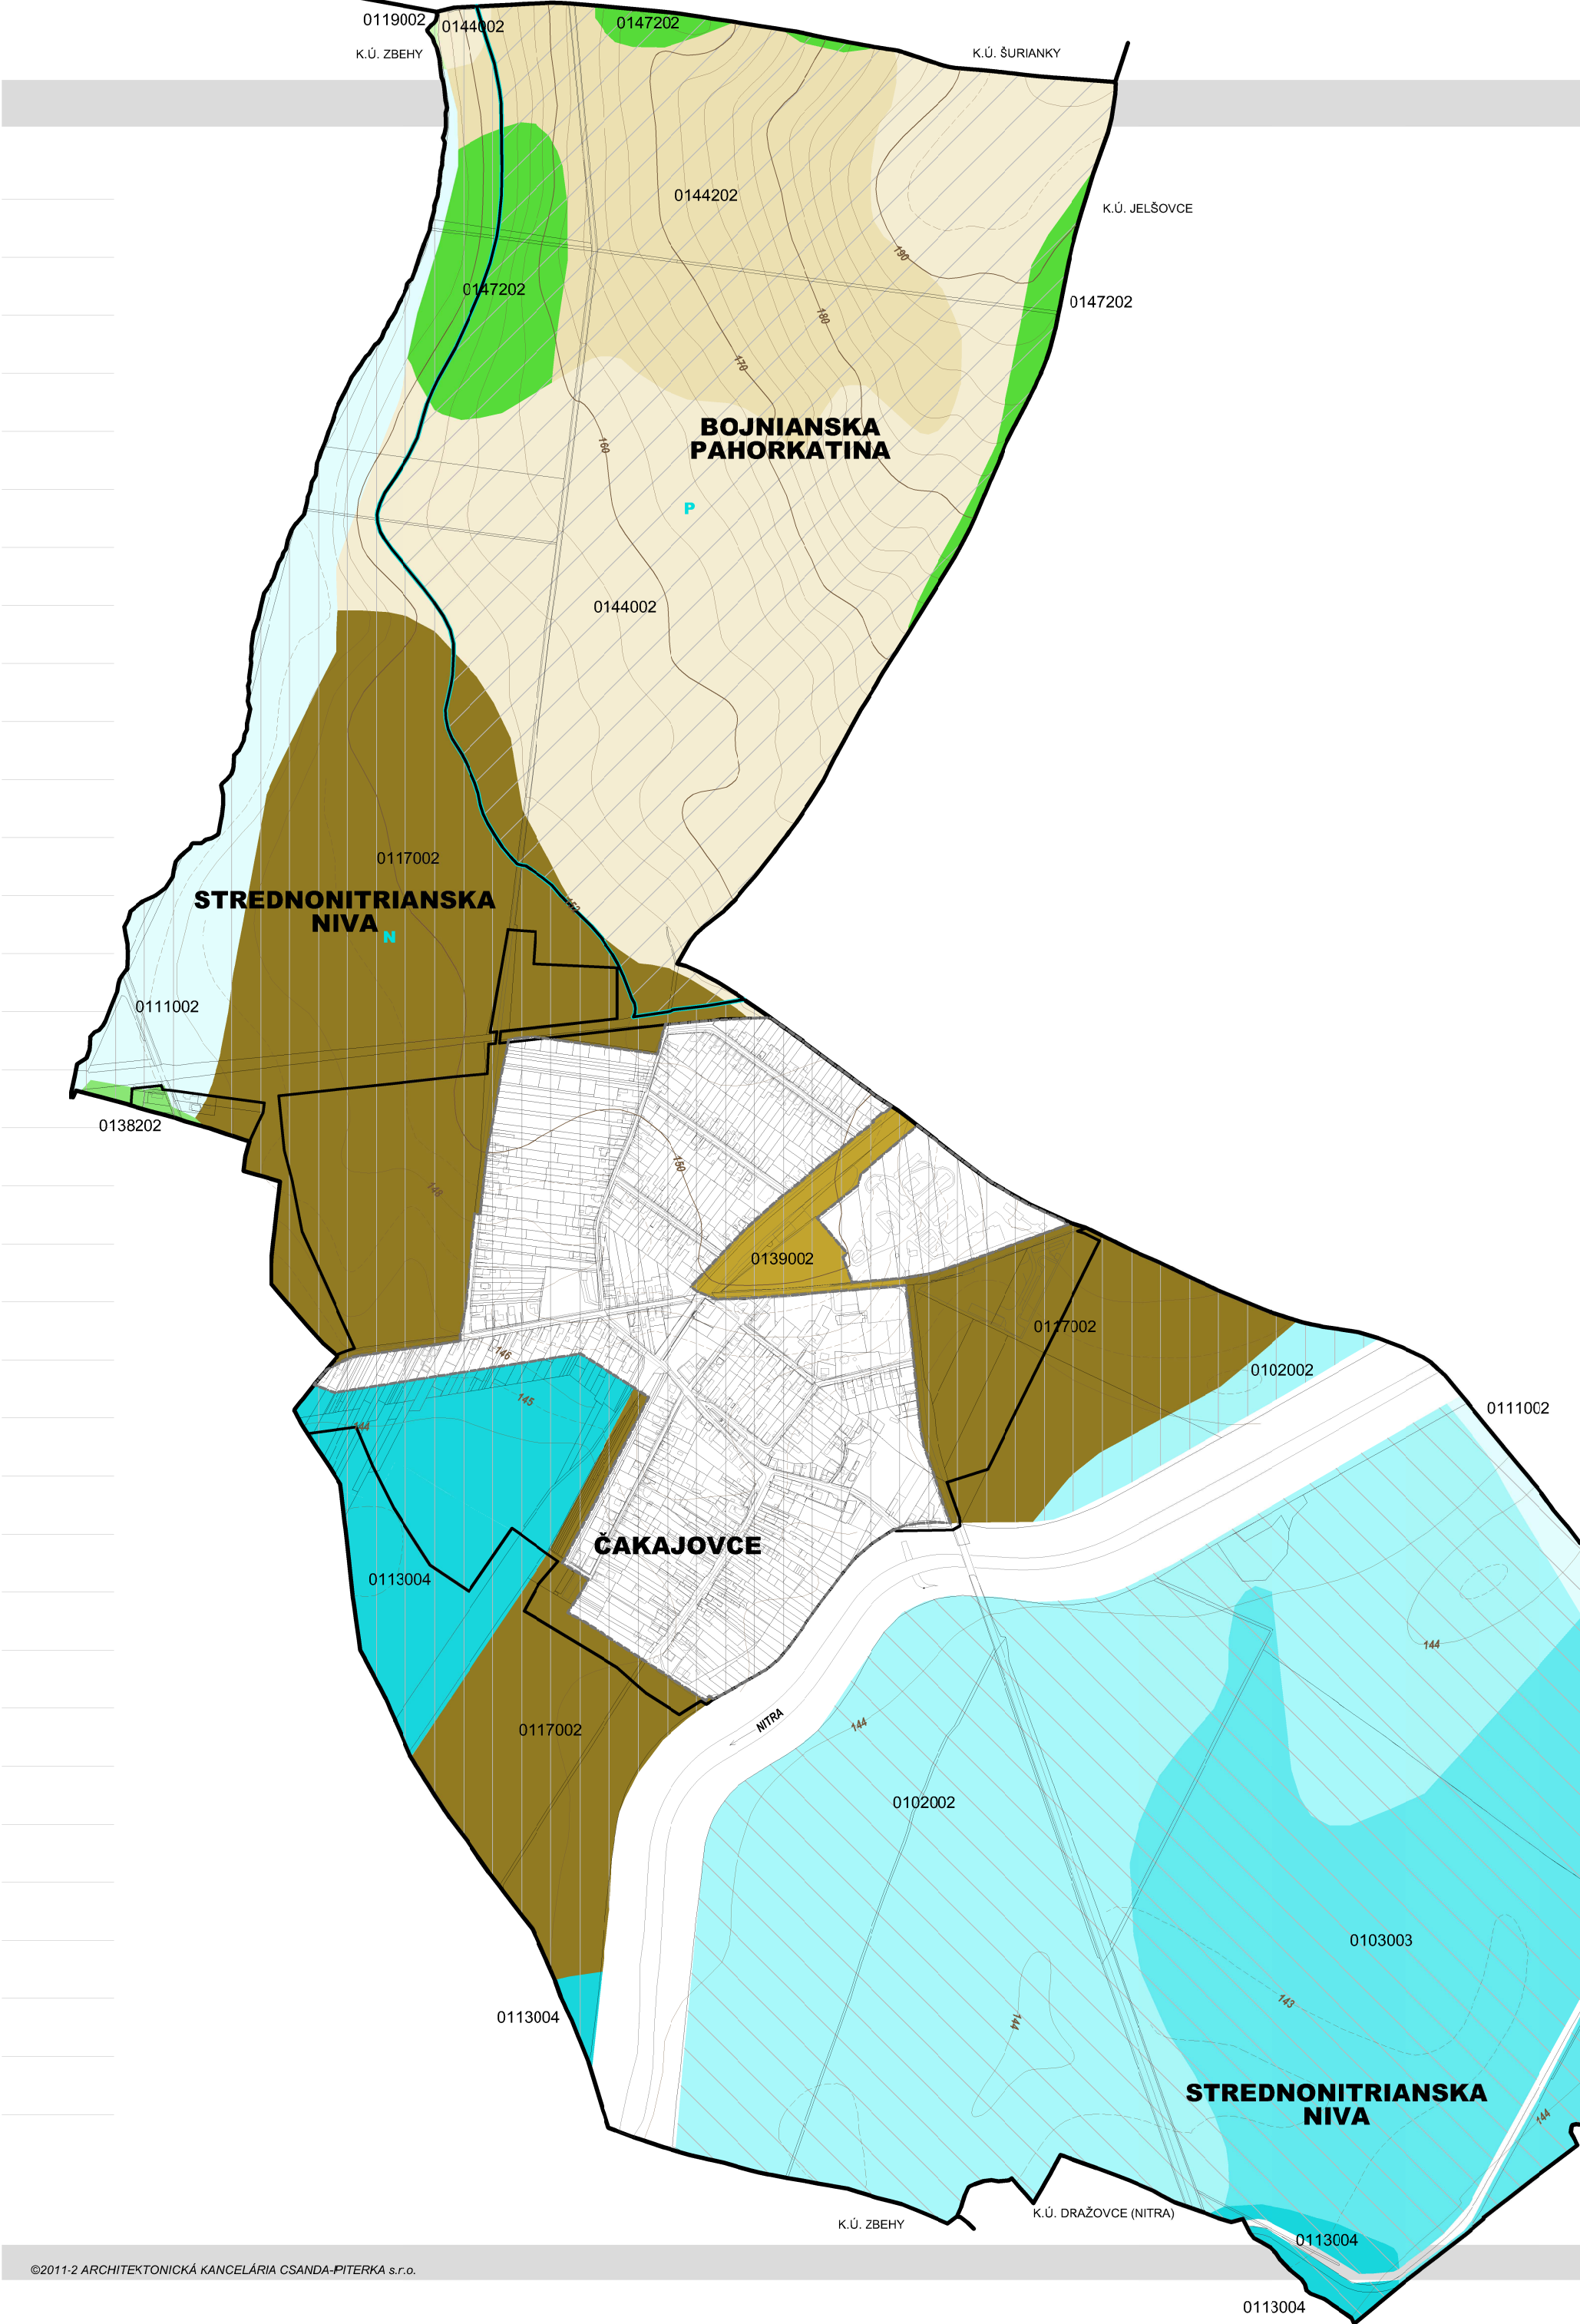 0119002
0144002
0147202
K.Ú. ZBEHY
K.Ú. ŠURIANKY
0144202
K.Ú. JELŠOVCE
190
0147202
0147202
180
170
BOJNIANSKA
PAHORKATINA
160
P
0144002
0117002
STREDNONITRIANSKA
NIVA
152
N
0111002
0138202
150
148
0139002
0117002
146
0102002
145
0111002
144
ČAKAJOVCE
0113004
144
NITRA
144
0117002
0102002
0103003
143
144
0113004
STREDNONITRIANSKA
NIVA
144
K.Ú. DRAŽOVCE (NITRA)
K.Ú. ZBEHY
0113004
©2011-2 ARCHITEKTONICKÁ KANCELÁRIA CSANDA-PITERKA s.r.o.
0113004